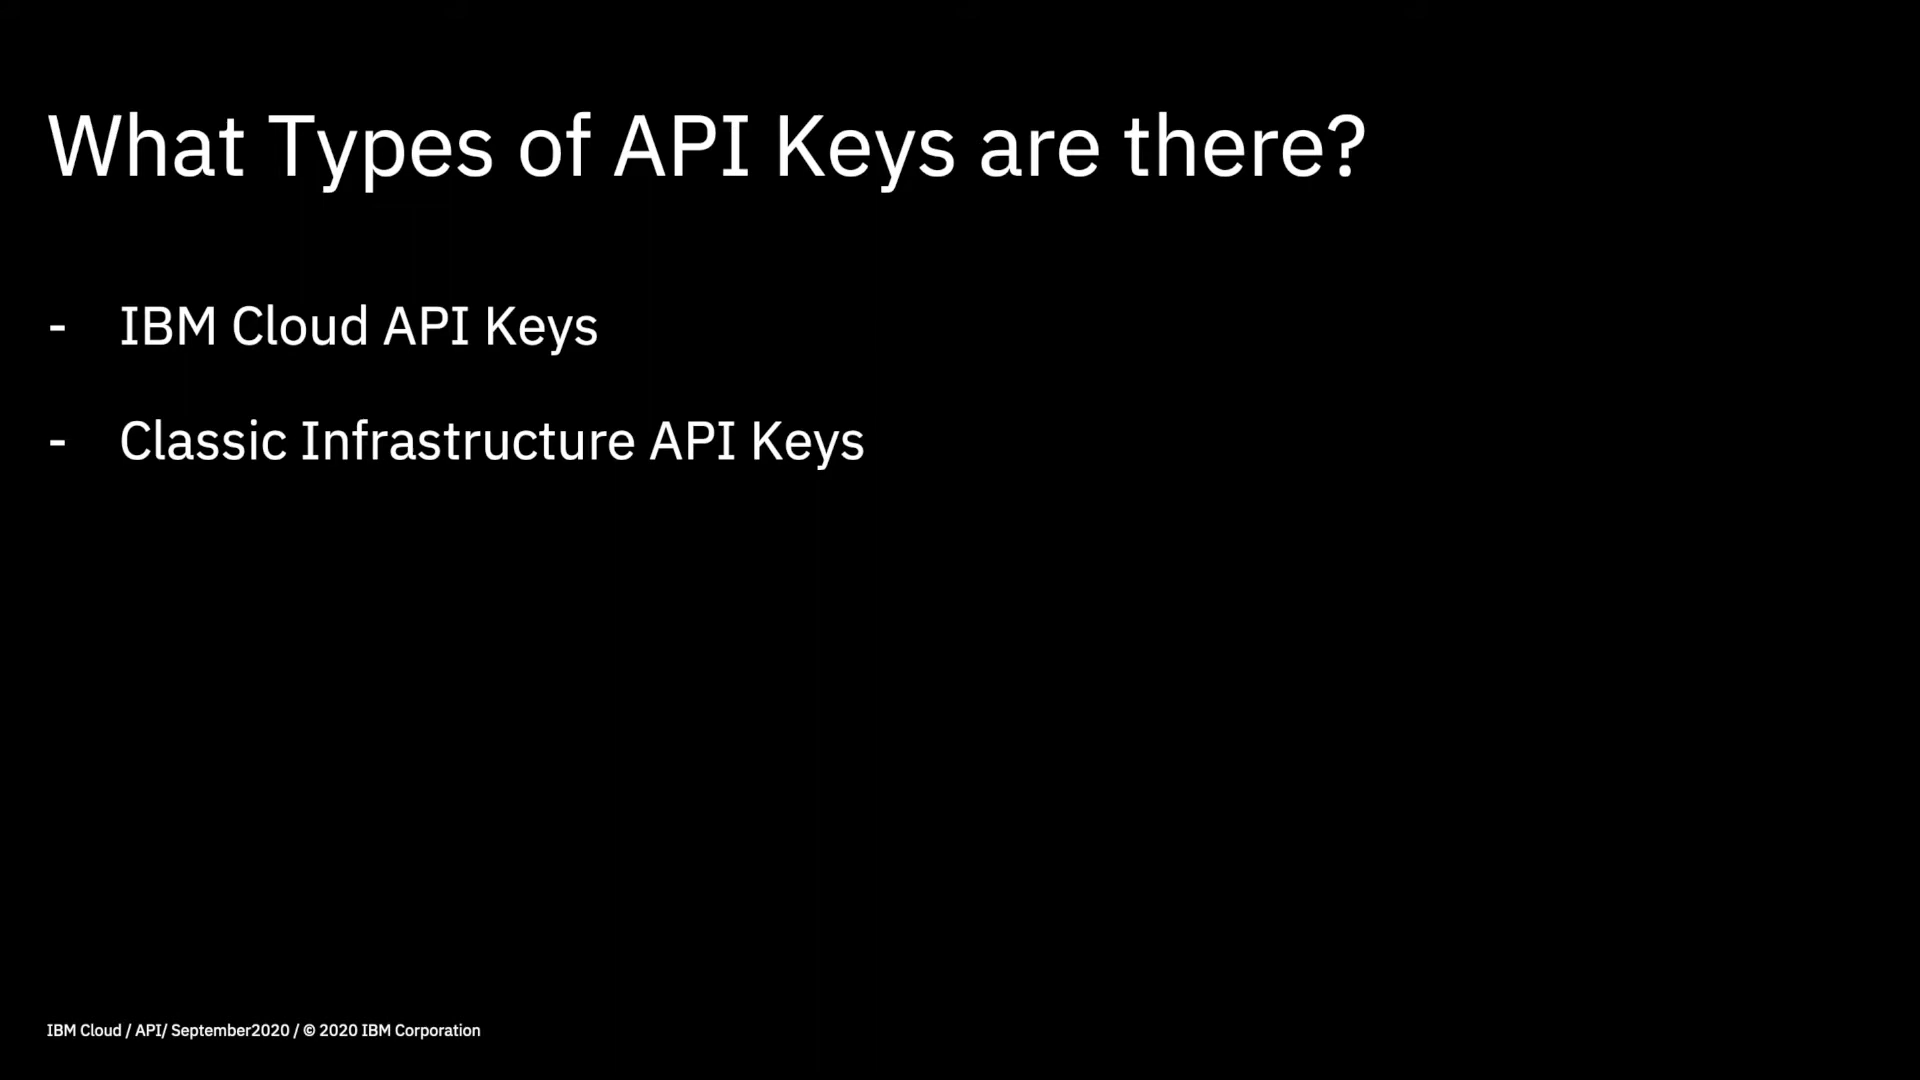 What Types of API Keys are there?
- IBM Cloud API Keys
- Classic Infrastructure API Keys
IBM Cloud / API/ September2020 / © 2020 IBM Corporation